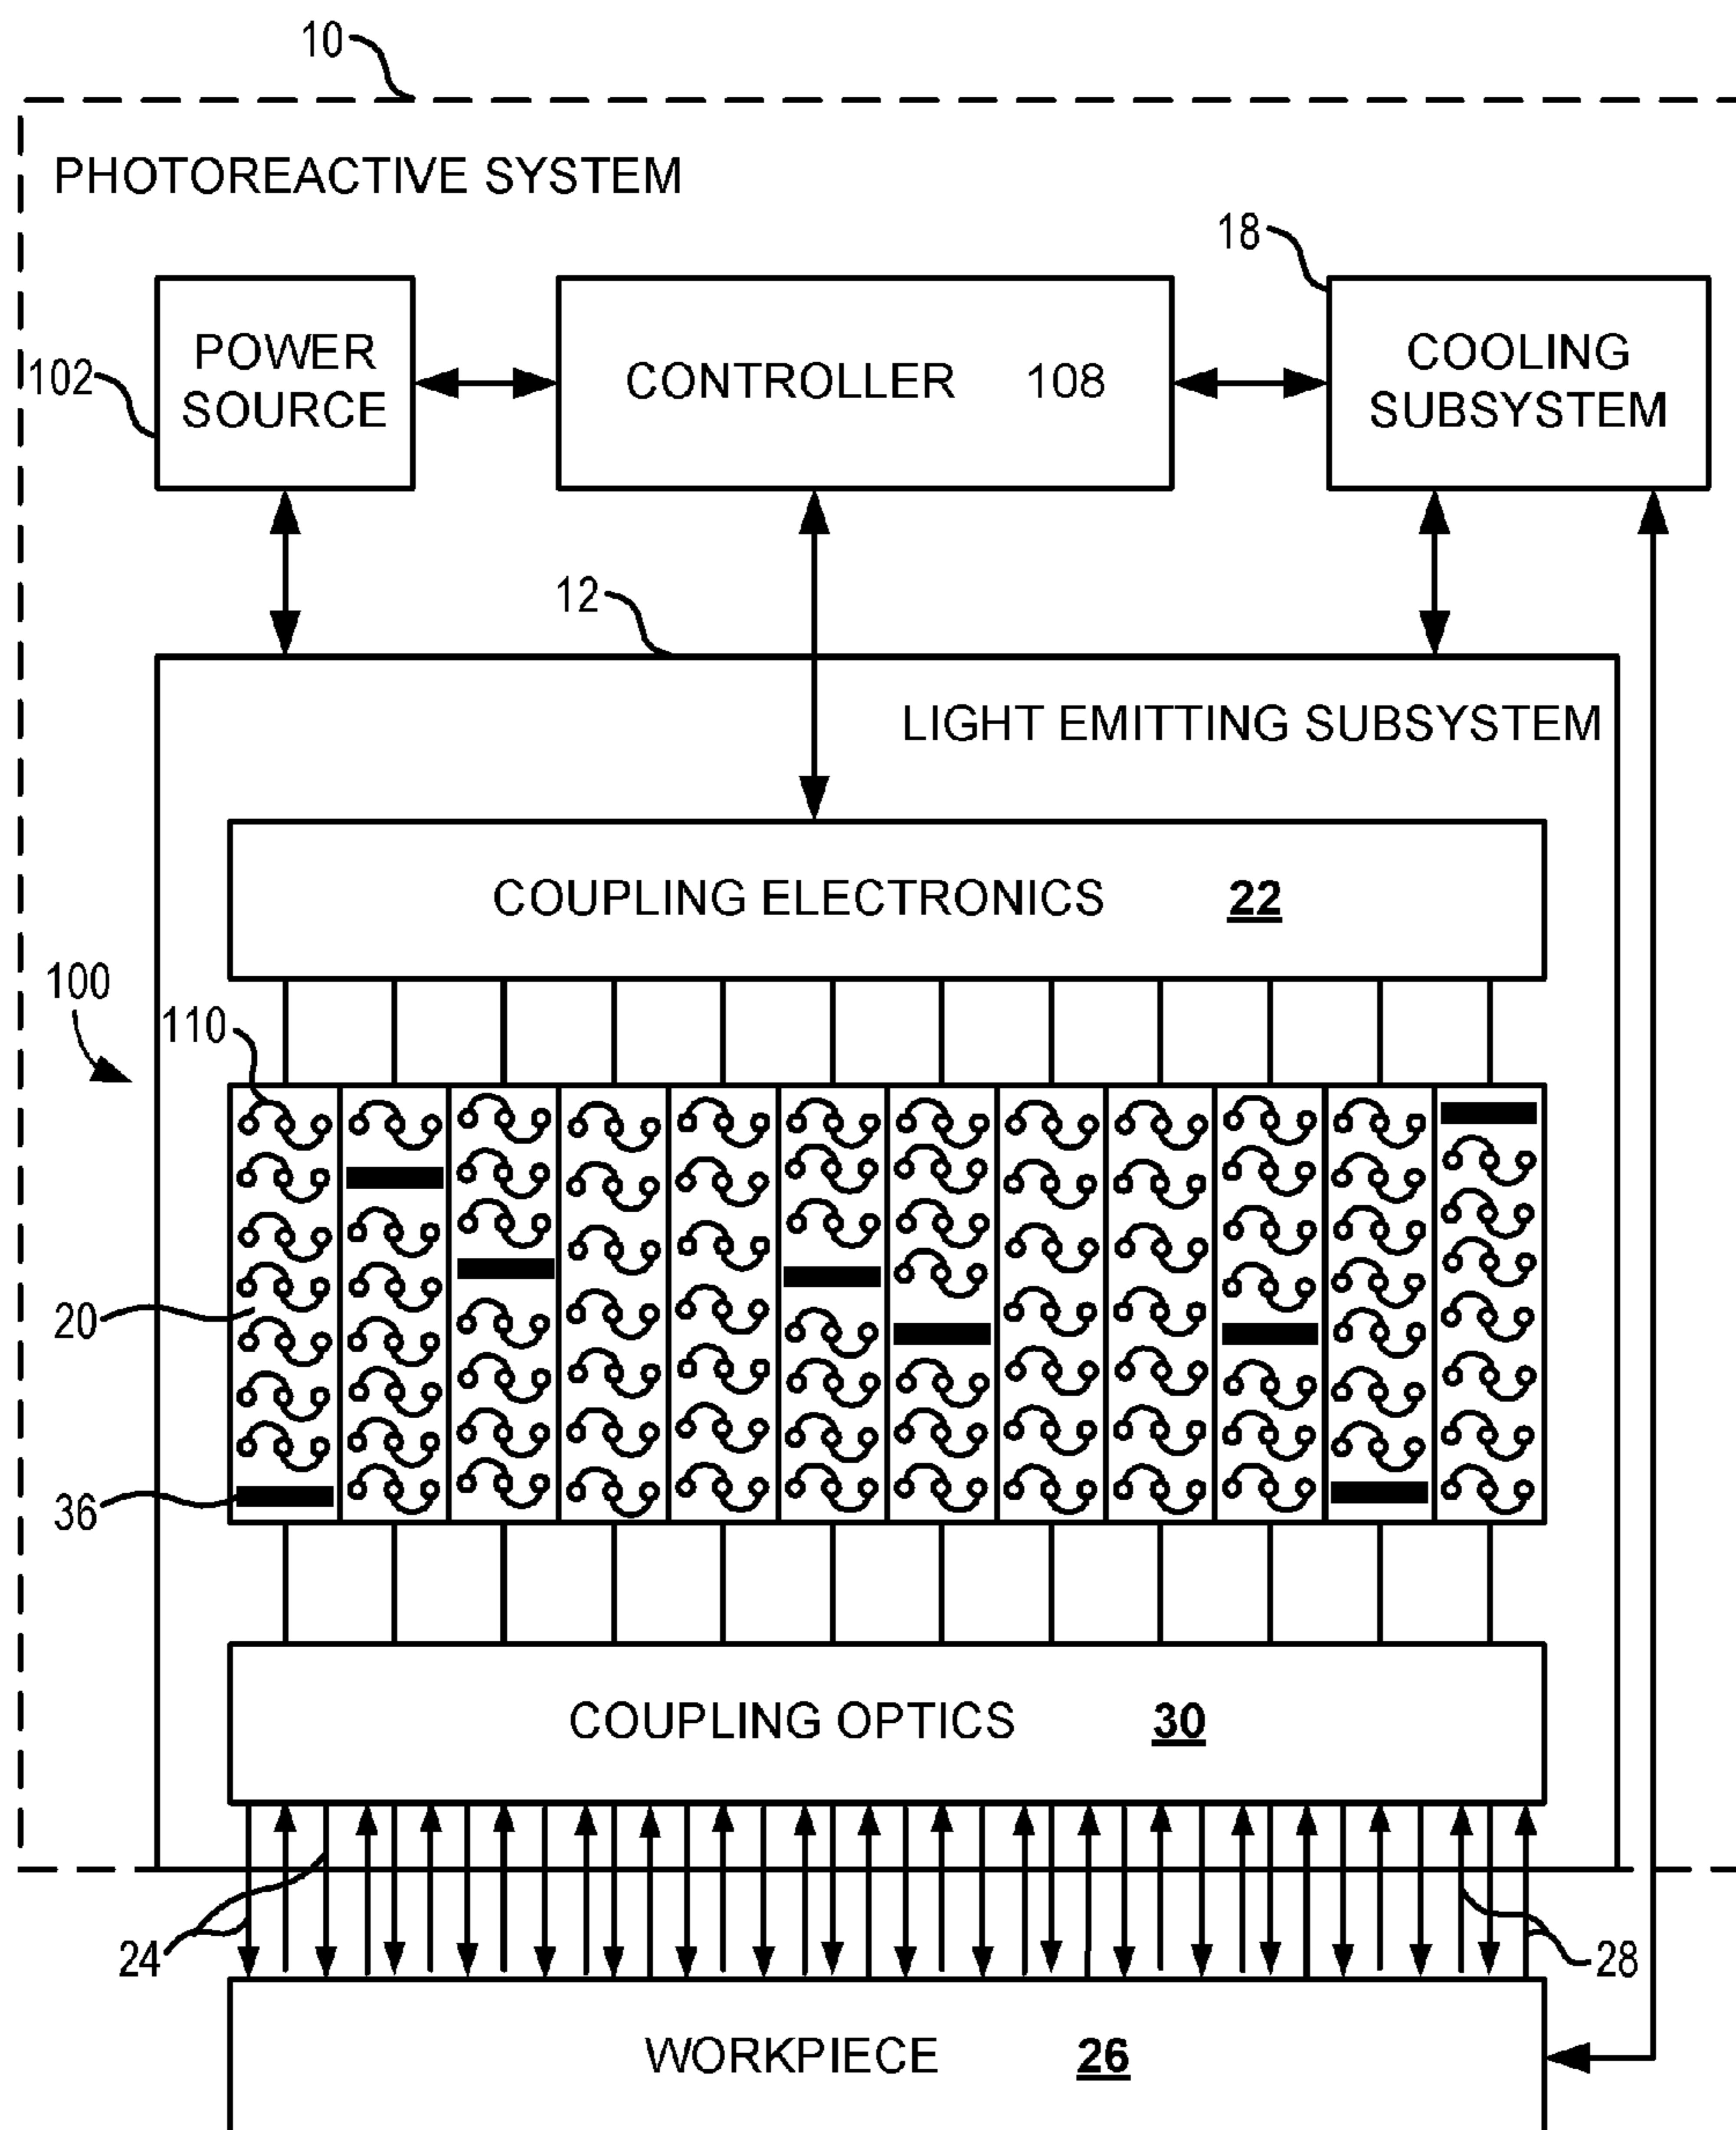 10
PHOTOREACTIVE SYSTEM
18
102
POWER
SOURCE
CONTROLLER 108
COOLING
SUBSYSTEM
12
LIGHT EMITTING SUBSYSTEM
COUPLING ELECTRONICS 22
100
110
20
36
COUPLING OPTICS 30
24
28
WORKPIECE 26